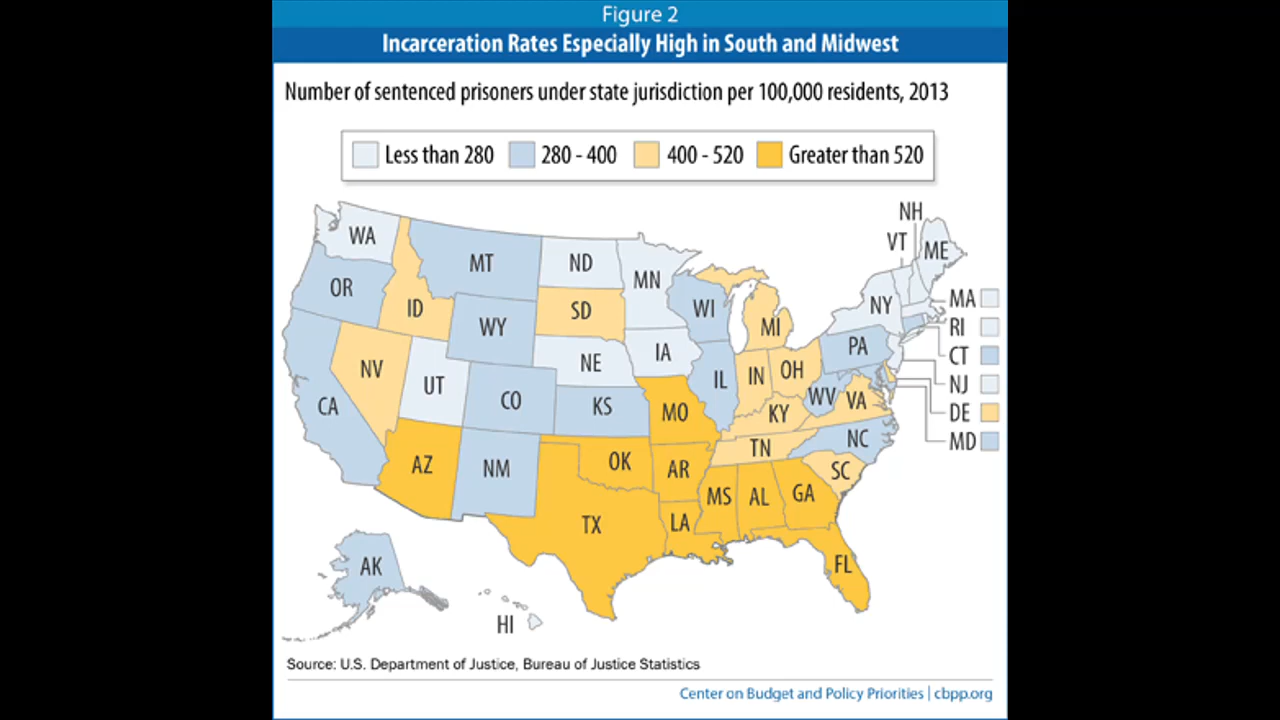 Figure 2
Incarceration Rates Especially High in South and Midwest
Number of sentenced prisoners under state jurisdiction per 100,000 residents, 2013
Less than 280 280 - 400 400 - 520 Greater than 520
NH
WA VT ME
MT ND
OR MN
ID SD WI NY MA
WY MI RI
NV NE IA PA CT
UT IL IN OH NJ
CA CO KS MO WV VA DE
KY
NC MD
AZ NM OK AR TN
SC
MS AL GA
TX LA
AK FL
HI
Source: U.S. Department of Justice, Bureau of Justice Statistics
Center on Budget and Policy Priorities | cbpp.org